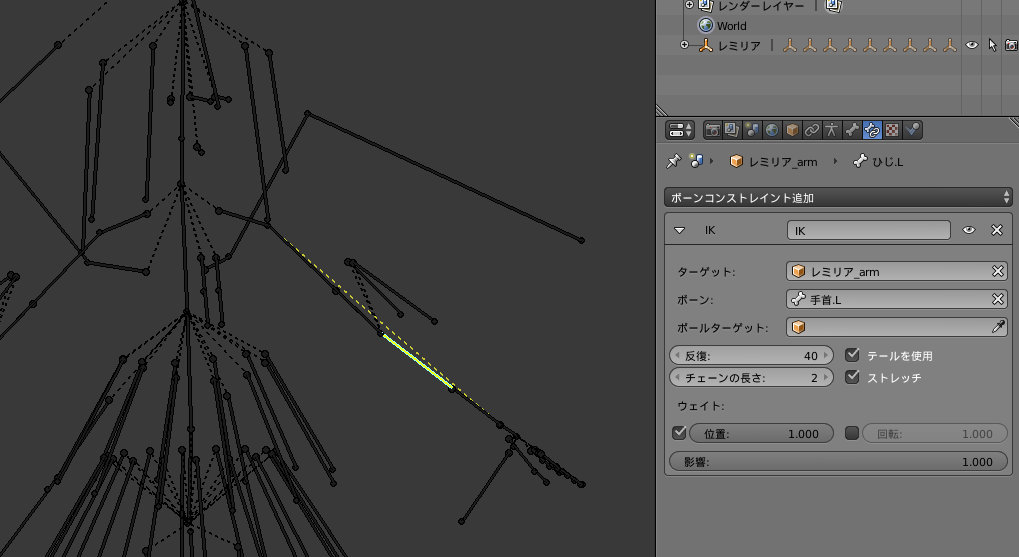 レンダーレイヤー |
World
レミリア |
レミリア_arm ひじ.L
ボーンコンストレイント追加
IK IK
ターゲット: レミリア_arm
ボーン: 手首.L
ポールターゲット:
反復: 40 テールを使用
チェーンの長さ: 2 ストレッチ
ウェイト:
位置: 1.000 回転: 1.000
影響: 1.000